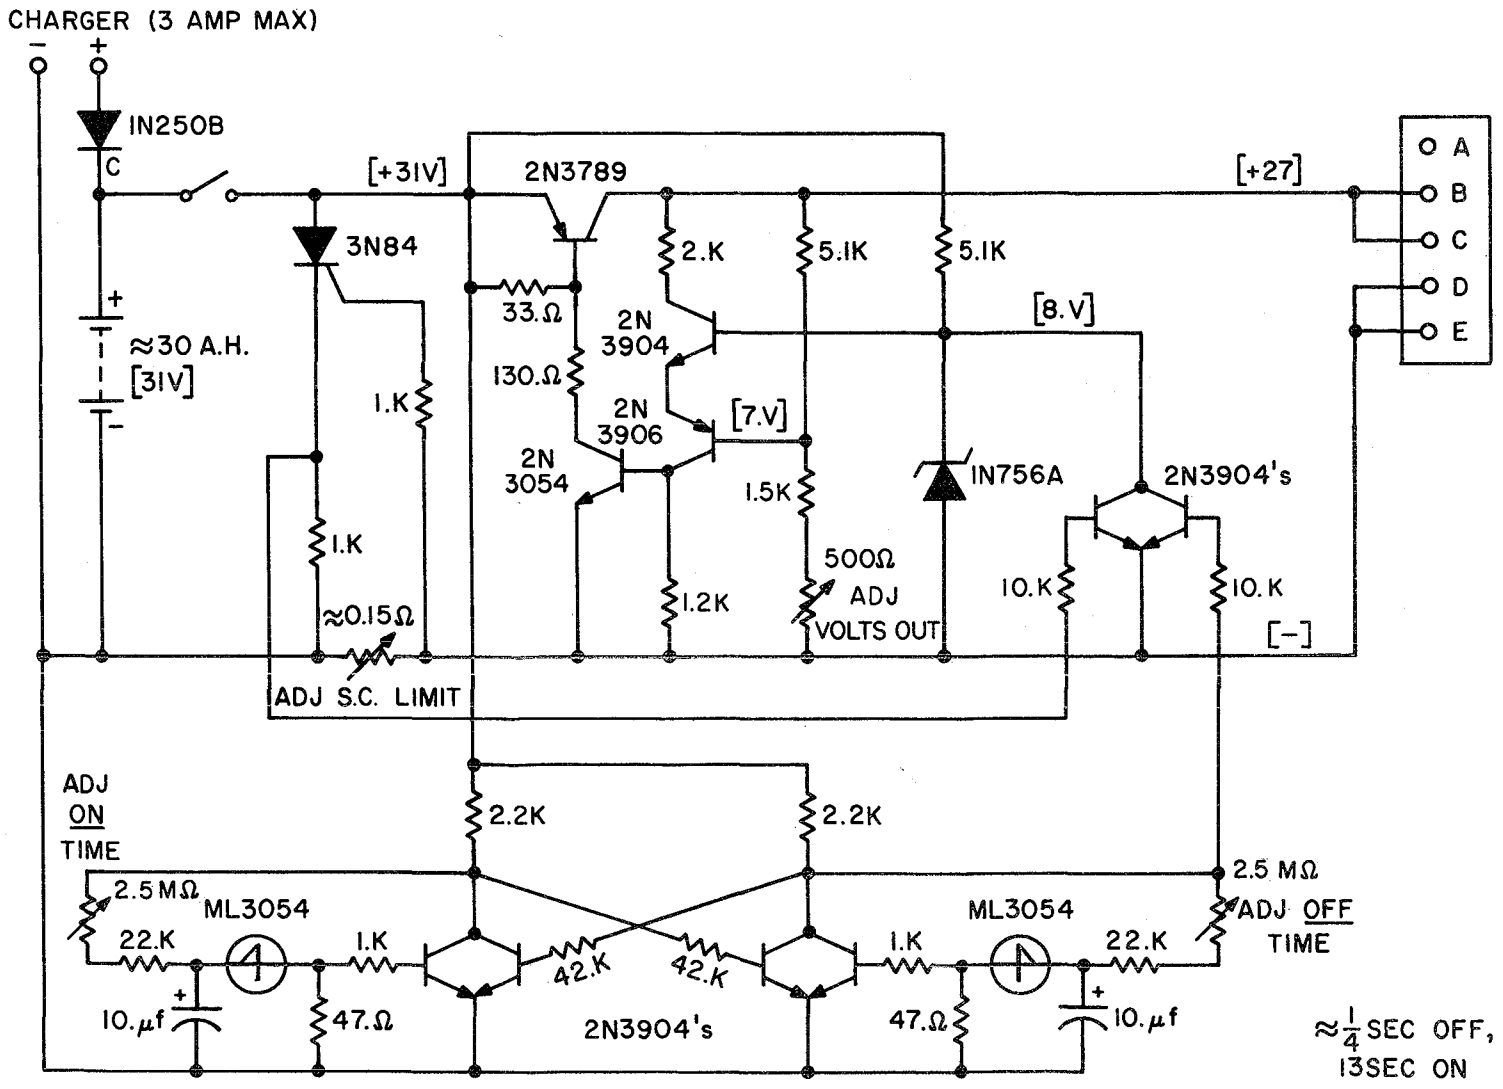 CHARGER (3 AMP MAX)
- +
IN250B
C
[+31V]
2N3789
[+27]
A
B
C
D
E
3N84
2.K
5.1K
5.1K
33.Ω
2N
3904
[8.V]
+
≈30 A.H.
[31V]
-
1.K
130.Ω
2N
3906
[7.V]
2N
3054
1.5K
IN756A
2N3904's
1.K
500Ω
ADJ
VOLTS OUT
10.K
10.K
≈0.15Ω
1.2K
[-]
ADJ S.C. LIMIT
ADJ
ON
TIME
2.2K
2.2K
2.5MΩ
2.5 MΩ
ML3054
ML3054
ADJ OFF
TIME
22.K
1.K
42.K
42.K
1.K
22.K
+
10.μf
47.Ω
2N3904's
47.Ω
+
10.μf
≈1/4 SEC OFF,
13SEC ON